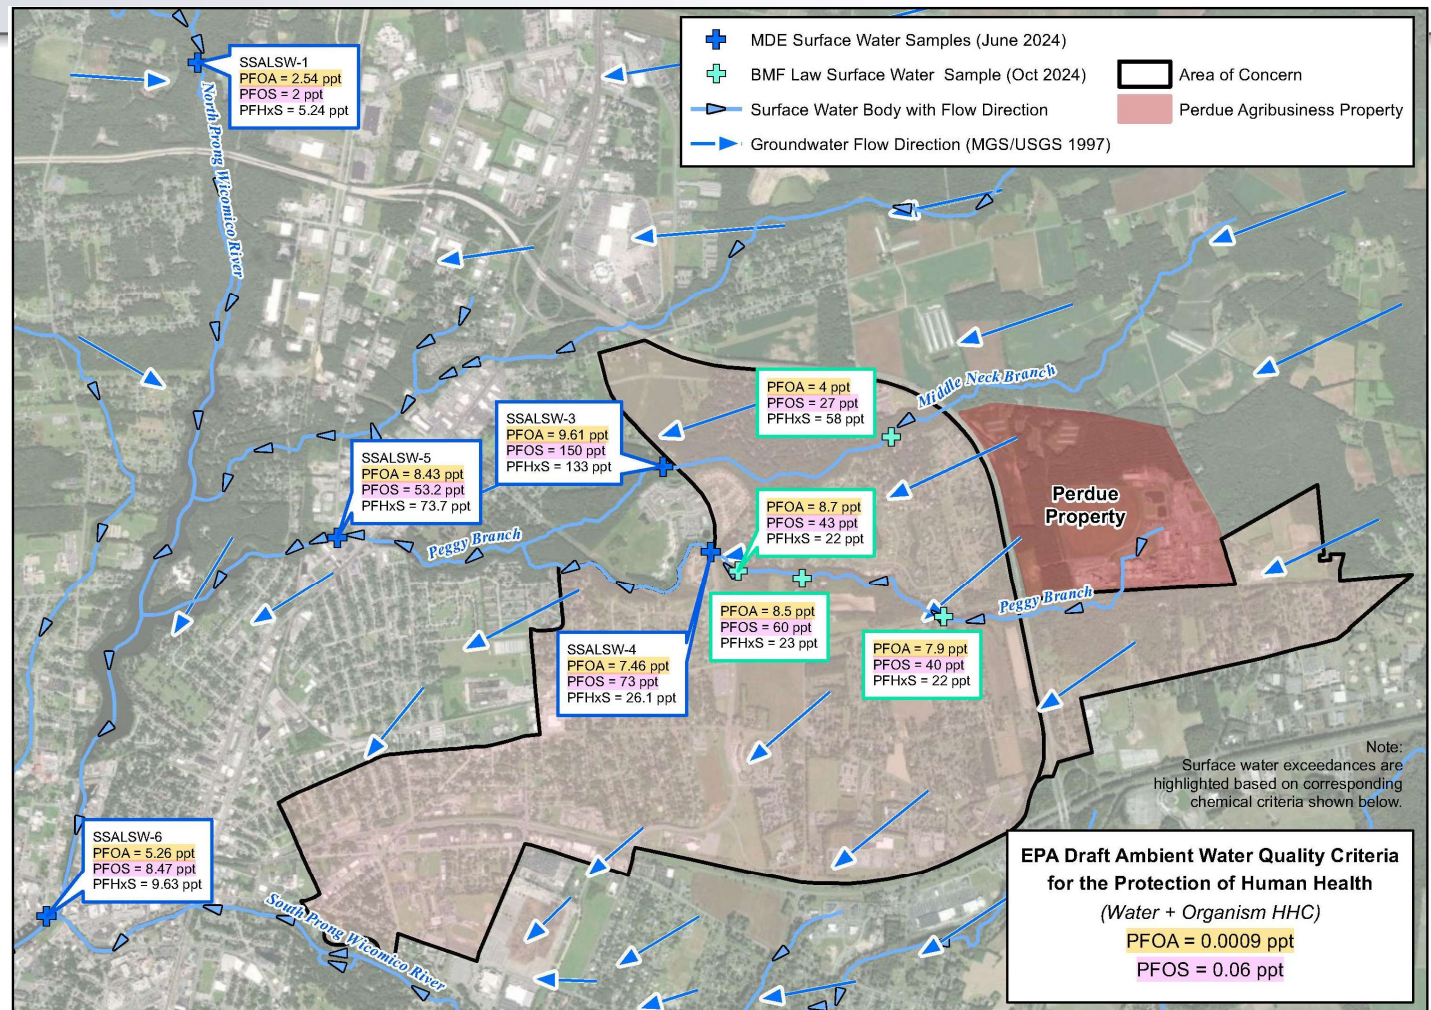 MDE Surface Water Samples (June 2024)
BMF Law Surface Water Sample (Oct 2024)
Surface Water Body with Flow Direction
Groundwater Flow Direction (MGS/USGS 1997)
Area of Concern
Perdue Agribusiness Property
SSALSW-1
PFOA = 2.54 ppt
PFOS = 2 ppt
PFHxS = 5.24 ppt
North Prong Wicomico River
Middle Neck Branch
PFOA = 4 ppt
PFOS = 27 ppt
PFHxS = 58 ppt
SSALSW-3
PFOA = 9.61 ppt
PFOS = 150 ppt
PFHxS = 133 ppt
SSALSW-5
PFOA = 8.43 ppt
PFOS = 53.2 ppt
PFHxS = 73.7 ppt
Perdue
Property
PFOA = 8.7 ppt
PFOS = 43 ppt
PFHxS = 22 ppt
Peggy Branch
Peggy Branch
PFOA = 8.5 ppt
PFOS = 60 ppt
PFHxS = 23 ppt
SSALSW-4
PFOA = 7.46 ppt
PFOS = 73 ppt
PFHxS = 26.1 ppt
PFOA = 7.9 ppt
PFOS = 40 ppt
PFHxS = 22 ppt
Note:
Surface water exceedances are
highlighted based on corresponding
chemical criteria shown below.
SSALSW-6
PFOA = 5.26 ppt
PFOS = 8.47 ppt
PFHxS = 9.63 ppt
South Prong Wicomico River
EPA Draft Ambient Water Quality Criteria
for the Protection of Human Health
(Water + Organism HHC)
PFOA = 0.0009 ppt
PFOS = 0.06 ppt